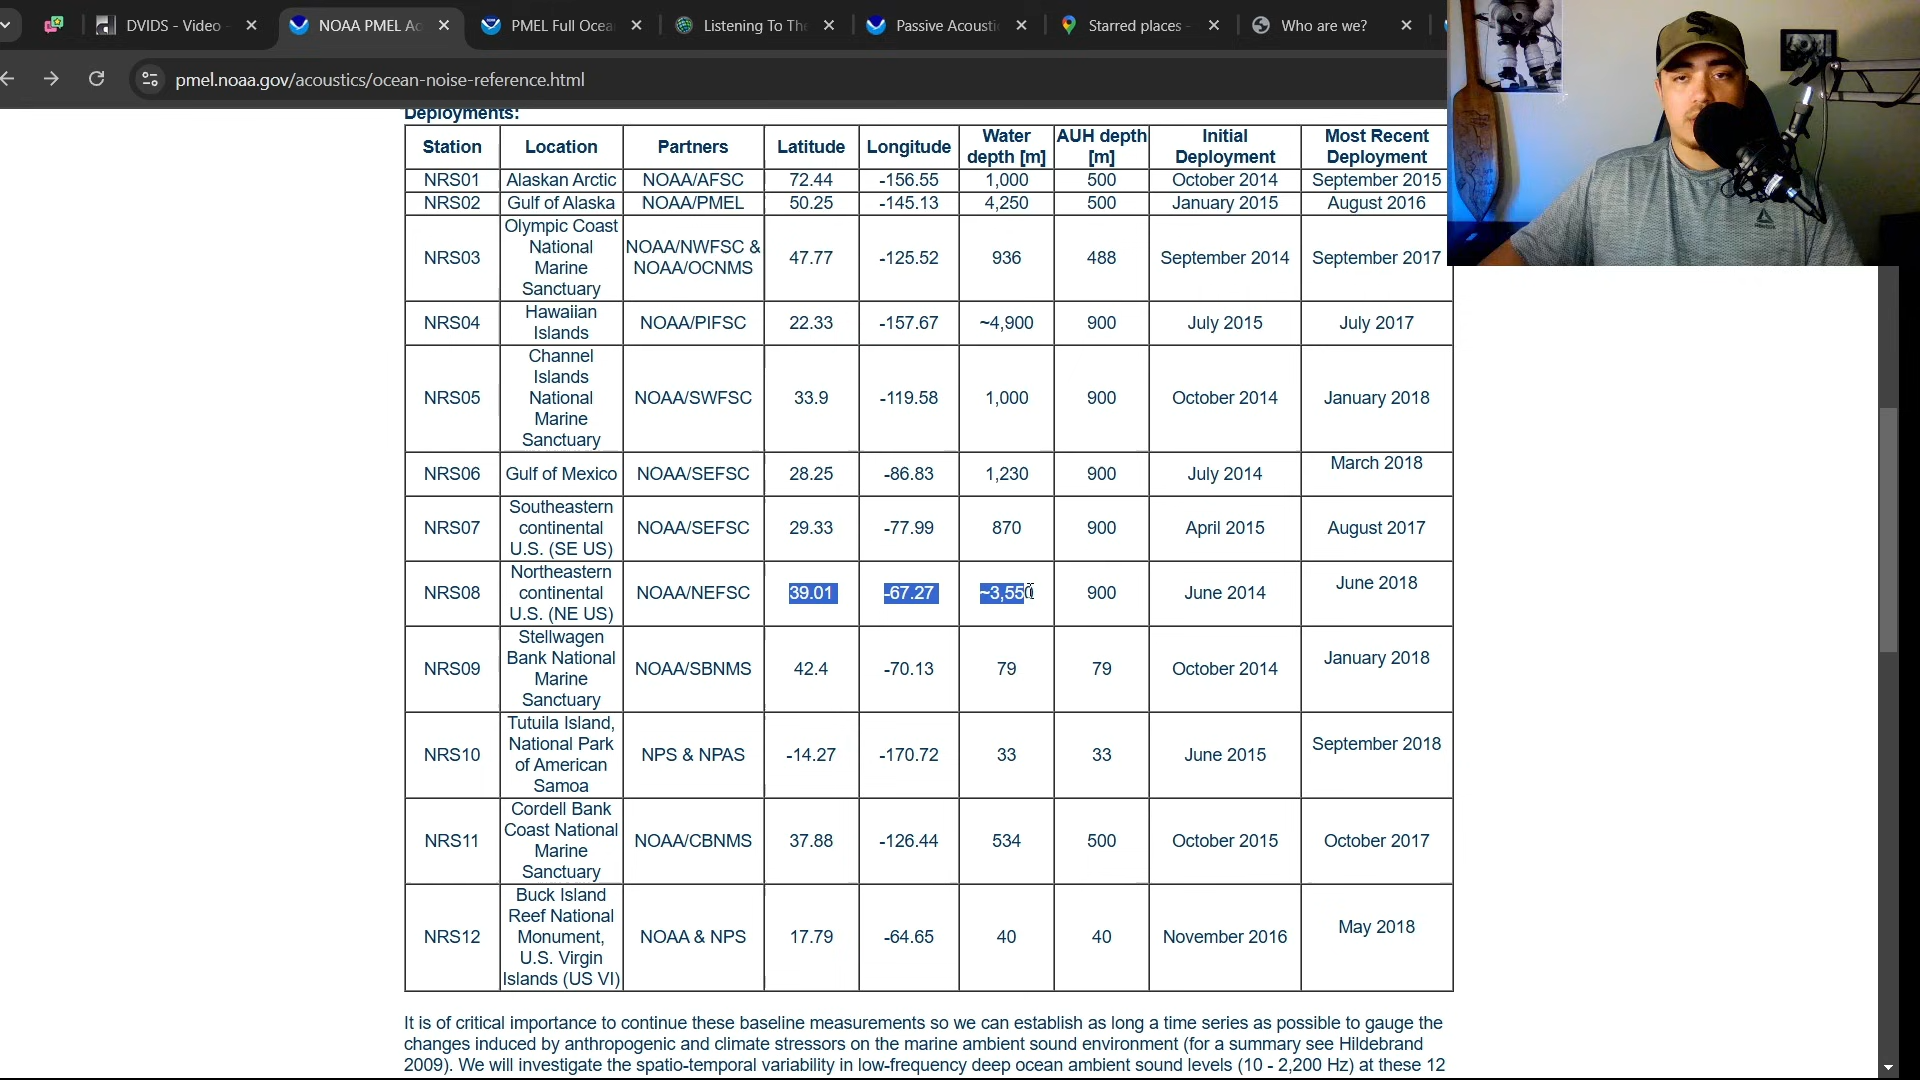 DVIDS - Video
NOAA PMEL Ac
PMEL Full Ocea
Listening To The
Passive Acousti
Starred places -
Who are we?
pmel.noaa.gov/acoustics/ocean-noise-reference.html
Deployments:
Station Location Partners Latitude Longitude Water depth [m] AUH depth [m] Initial Deployment Most Recent Deployment
NRS01 Alaskan Arctic NOAA/AFSC 72.44 -156.55 1,000 500 October 2014 September 2015
NRS02 Gulf of Alaska NOAA/PMEL 50.25 -145.13 4,250 500 January 2015 August 2016
NRS03 Olympic Coast National Marine Sanctuary NOAA/NWFSC & NOAA/OCNMS 47.77 -125.52 936 488 September 2014 September 2017
NRS04 Hawaiian Islands NOAA/PIFSC 22.33 -157.67 ~4,900 900 July 2015 July 2017
NRS05 Channel Islands National Marine Sanctuary NOAA/SWFSC 33.9 -119.58 1,000 900 October 2014 January 2018
NRS06 Gulf of Mexico NOAA/SEFSC 28.25 -86.83 1,230 900 July 2014 March 2018
NRS07 Southeastern continental U.S. (SE US) NOAA/SEFSC 29.33 -77.99 870 900 April 2015 August 2017
NRS08 Northeastern continental U.S. (NE US) NOAA/NEFSC 39.01 -67.27 ~3,550 900 June 2014 June 2018
NRS09 Stellwagen Bank National Marine Sanctuary NOAA/SBNMS 42.4 -70.13 79 79 October 2014 January 2018
NRS10 Tutuila Island, National Park of American Samoa NPS & NPAS -14.27 -170.72 33 33 June 2015 September 2018
NRS11 Cordell Bank Coast National Marine Sanctuary NOAA/CBNMS 37.88 -126.44 534 500 October 2015 October 2017
NRS12 Buck Island Reef National Monument, U.S. Virgin Islands (US VI) NOAA & NPS 17.79 -64.65 40 40 November 2016 May 2018
It is of critical importance to continue these baseline measurements so we can establish as long a time series as possible to gauge the
changes induced by anthropogenic and climate stressors on the marine ambient sound environment (for a summary see Hildebrand
2009). We will investigate the spatio-temporal variability in low-frequency deep ocean ambient sound levels (10 - 2,200 Hz) at these 12